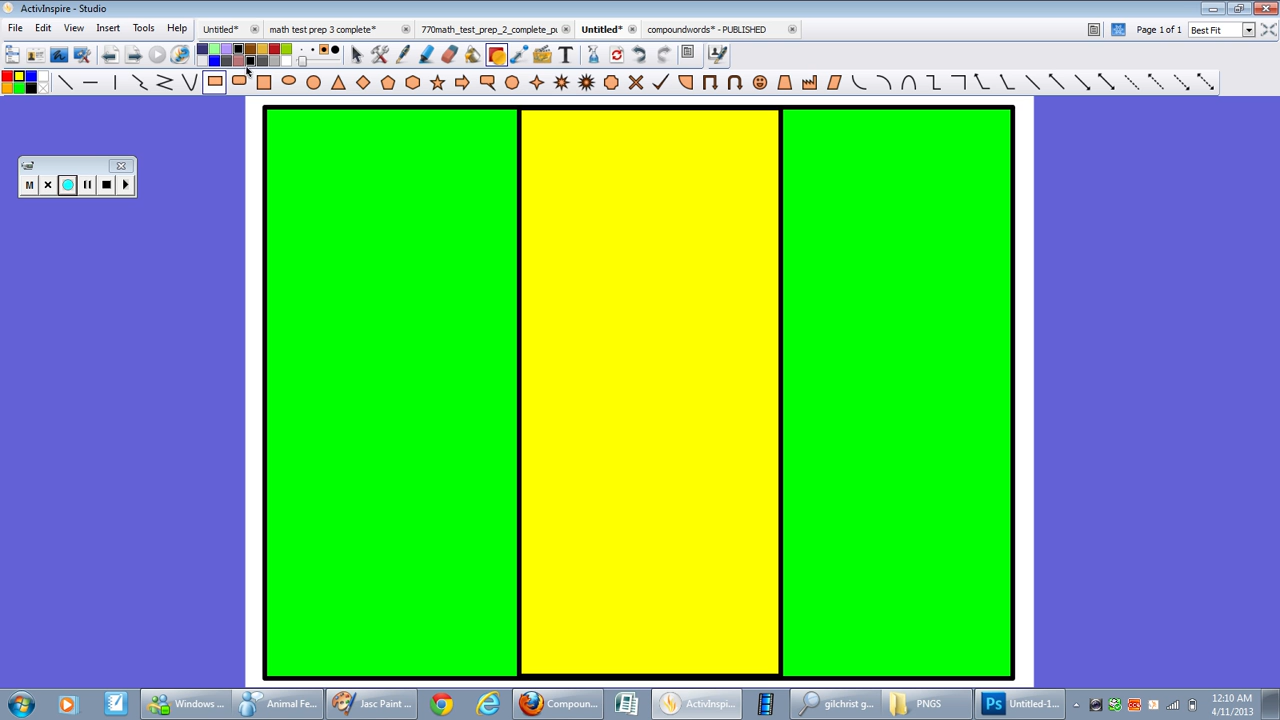 ActivInspire - Studio
File Edit View Insert Tools Help
Untitled* math test prep 3 complete* 770math_test_prep_2_complete_pu Untitled* compoundwords* - PUBLISHED
Page 1 of 1 Best Fit
T
M
Windows ... Animal Fe... Jasc Paint ... Compoun... ActivInspi... gilchrist g... PNGS Ps Untitled-1...
12:10 AM
4/11/2013